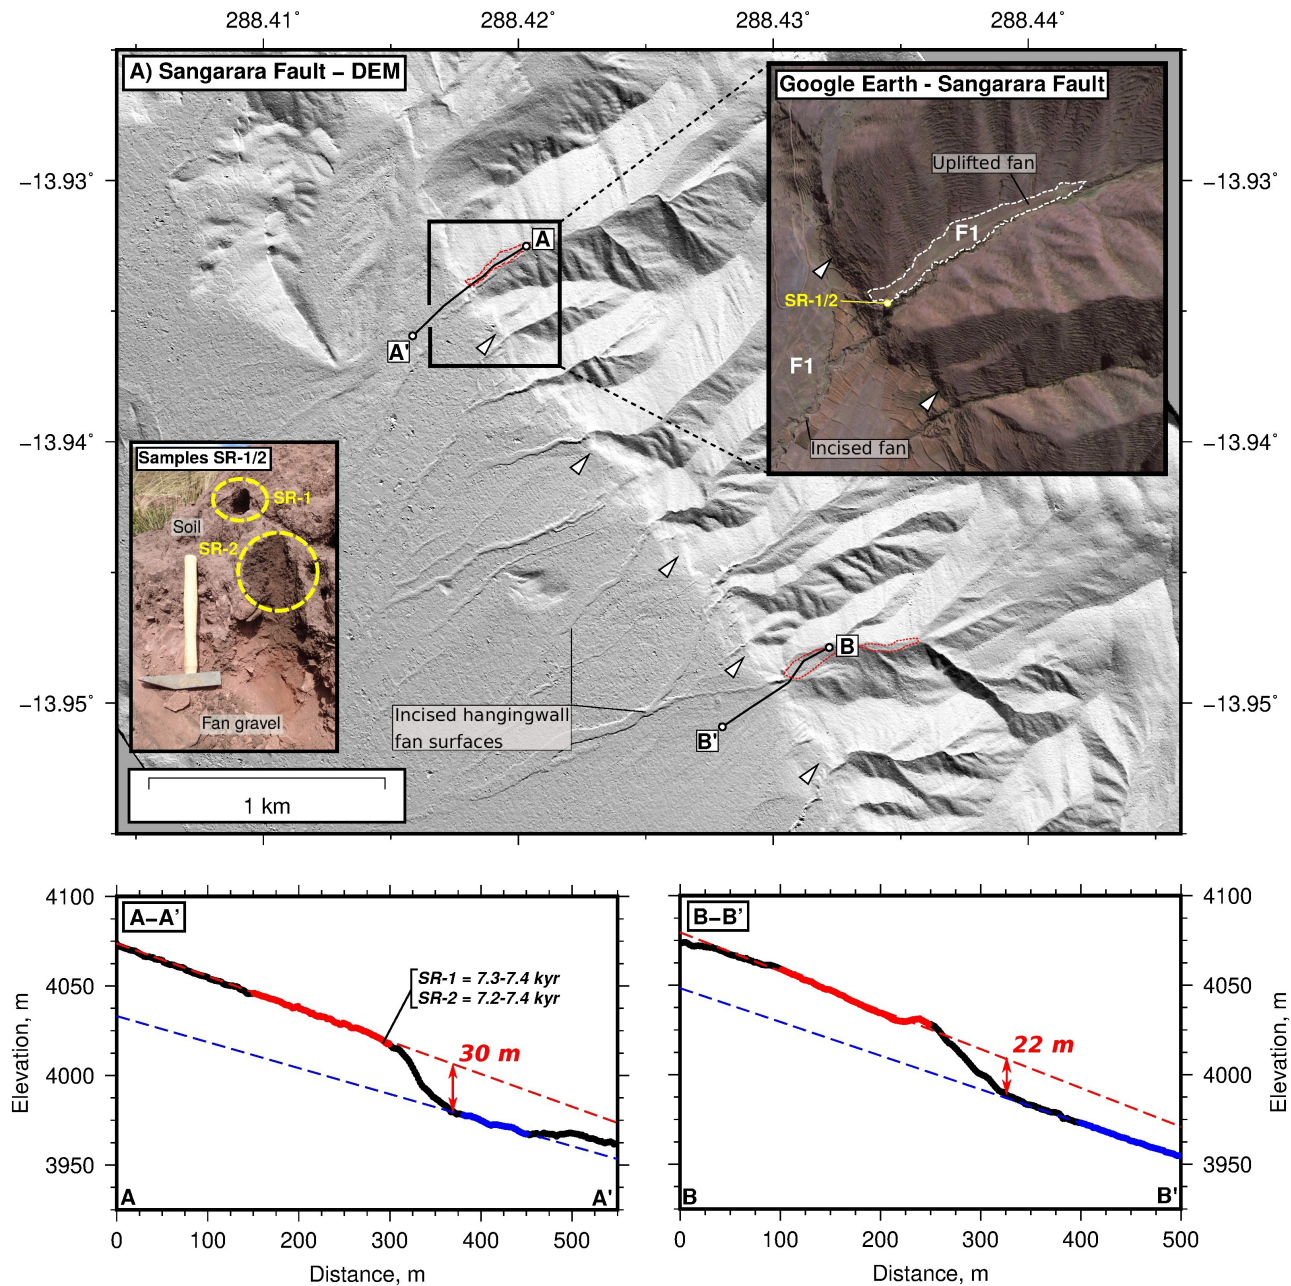 288.41˚ 288.42˚ 288.43˚ 288.44˚
A) Sangarara Fault – DEM
Google Earth - Sangarara Fault
Uplifted fan
F1
SR-1/2
F1
Incised fan
−13.93˚ −13.93˚
−13.94˚ −13.94˚
−13.95˚ −13.95˚
A
A'
Samples SR-1/2
SR-1
Soil
SR-2
Fan gravel
B
B'
Incised hangingwall
fan surfaces
1 km
A–A'
4100
4050
4000
3950
Elevation, m
SR-1 = 7.3-7.4 kyr
SR-2 = 7.2-7.4 kyr
30 m
A A'
0 100 200 300 400 500
Distance, m
B–B'
22 m
B B'
4100
4050
4000
3950
Elevation, m
0 100 200 300 400 500
Distance, m